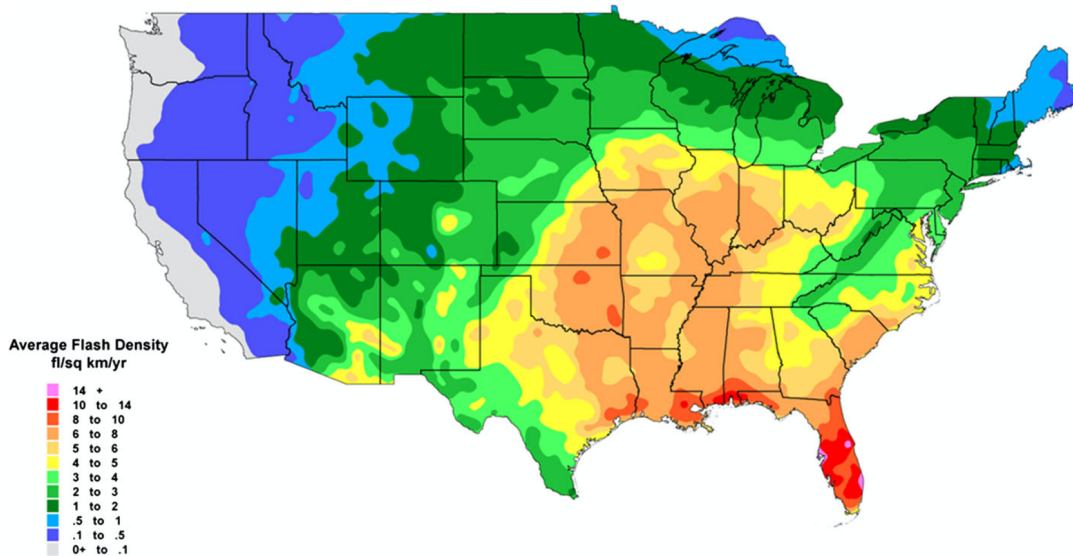 Average Flash Density
fl/sq km/yr
14 +
10 to 14
8 to 10
6 to 8
5 to 6
4 to 5
3 to 4
2 to 3
1 to 2
.5 to 1
.1 to .5
0+ to .1